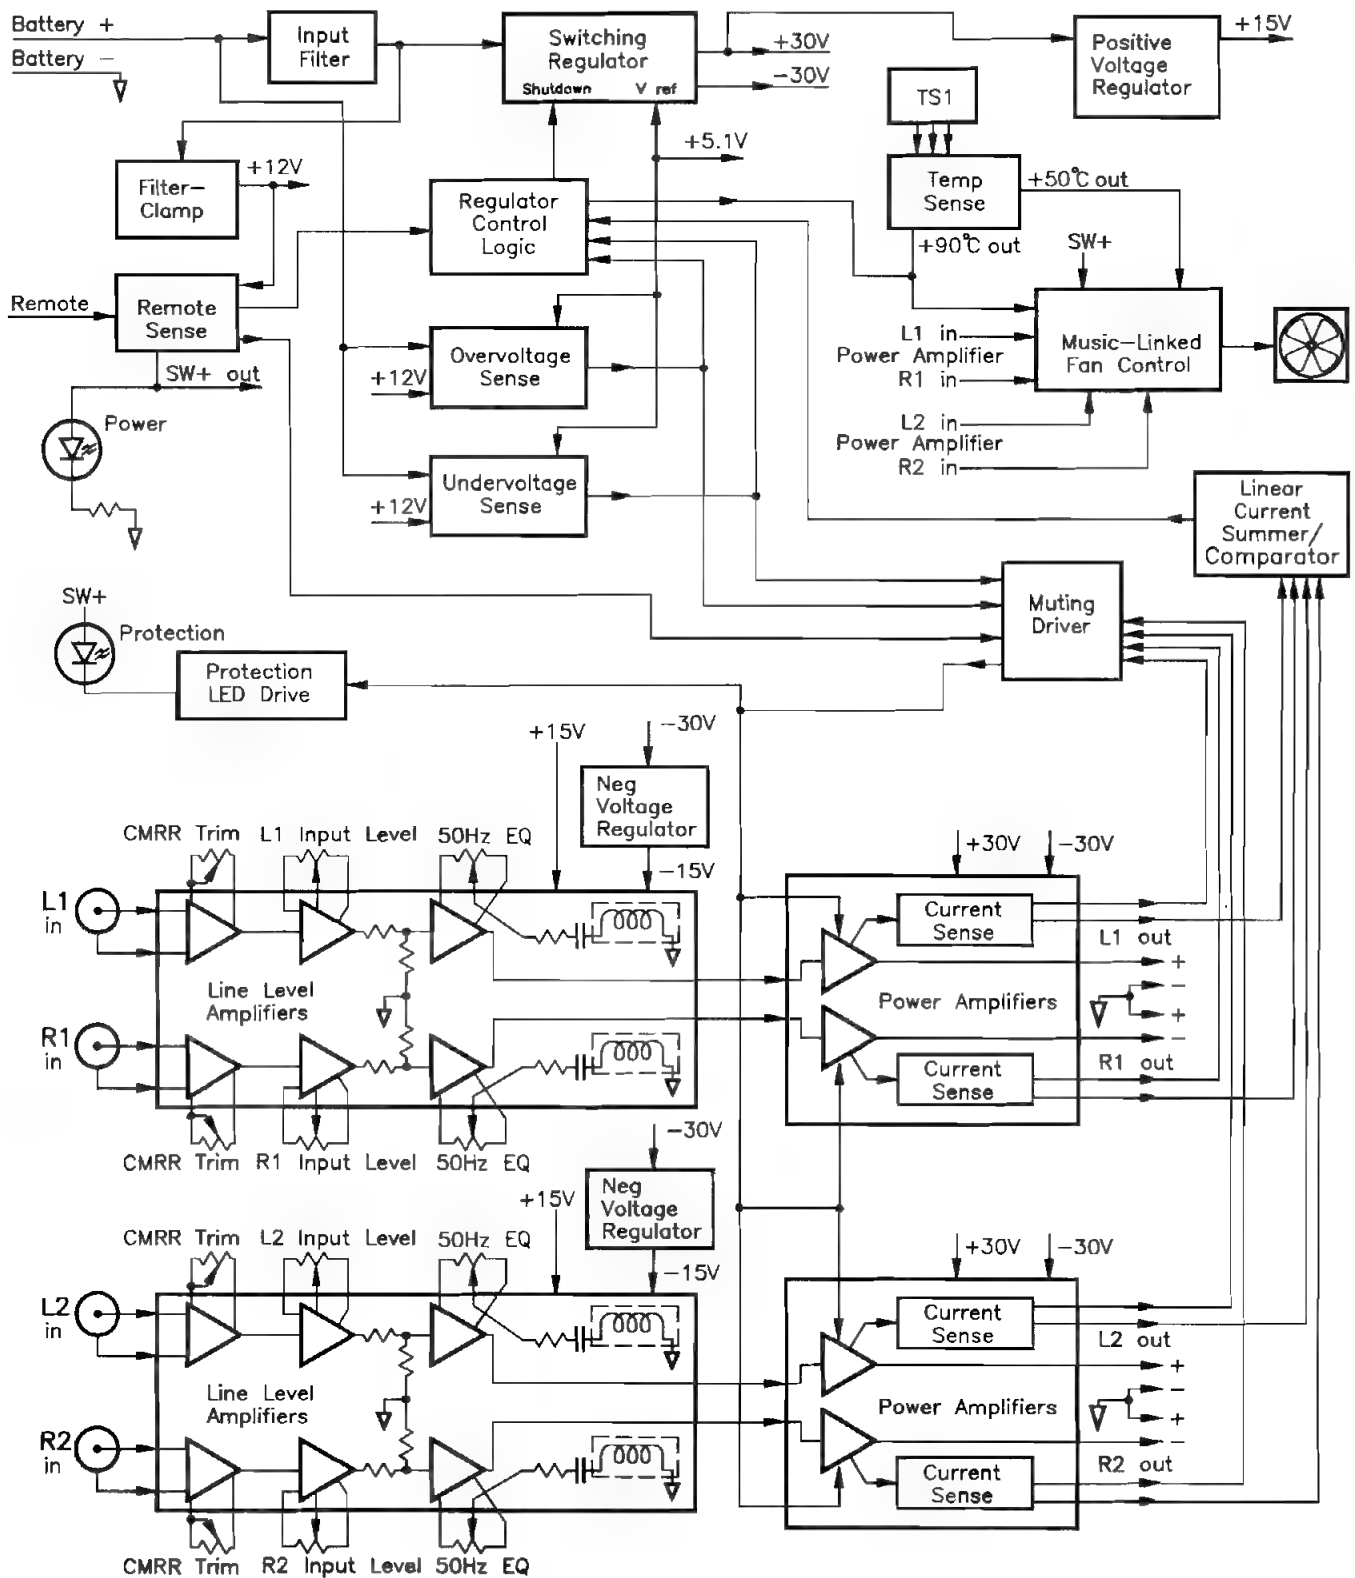 Battery +
Battery -
Input
Filter
Switching
Regulator
Shutdown
V ref
+30V
-30V
Positive
Voltage
Regulator
+15V
TS1
+5.1V
Filter-
Clamp
+12V
Regulator
Control
Logic
Temp
Sense
+50°C out
+90°C out
SW+
Remote
Remote
Sense
SW+ out
Overvoltage
Sense
+12V
L1 in
Power Amplifier
R1 in
Music-Linked
Fan Control
L2 in
Power Amplifier
R2 in
Power
Undervoltage
Sense
+12V
Linear
Current
Summer/
Comparator
SW+
Protection
Protection
LED Drive
Muting
Driver
+15V
-30V
Neg
Voltage
Regulator
-15V
CMRR Trim
L1 Input Level
50Hz EQ
+30V
-30V
L1
in
Current
Sense
L1 out
+
-
+
-
Line Level
Amplifiers
Power Amplifiers
R1
in
R1 out
Current
Sense
CMRR Trim
R1 Input Level
50Hz EQ
-30V
+15V
Neg
Voltage
Regulator
-15V
CMRR Trim
L2 Input Level
50Hz EQ
+30V
-30V
L2
in
Current
Sense
L2 out
+
-
+
-
Line Level
Amplifiers
Power Amplifiers
R2
in
R2 out
Current
Sense
CMRR Trim
R2 Input Level
50Hz EQ